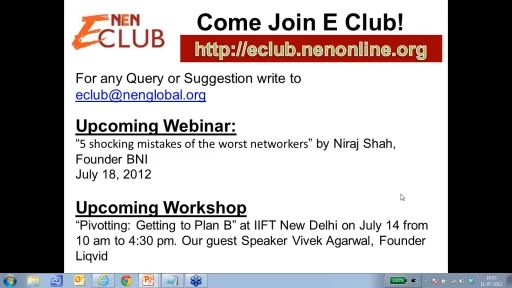 NEN
ECLUB
Come Join E Club!
http://eclub.nenonline.org
For any Query or Suggestion write to
eclub@nenglobal.org
Upcoming Webinar:
“5 shocking mistakes of the worst networkers” by Niraj Shah,
Founder BNI
July 18, 2012
Upcoming Workshop
“Pivotting: Getting to Plan B” at IIFT New Delhi on July 14 from
10 am to 4:30 pm. Our guest Speaker Vivek Agarwal, Founder
Liqvid
100%